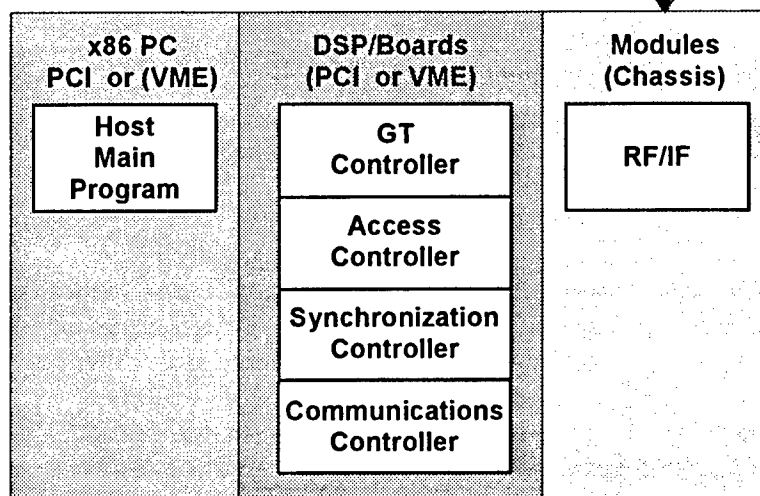 x86 PC
PCI or (VME)
Host
Main
Program
DSP/Boards
(PCI or VME)
GT
Controller
Access
Controller
Synchronization
Controller
Communications
Controller
Modules
(Chassis)
RF/IF